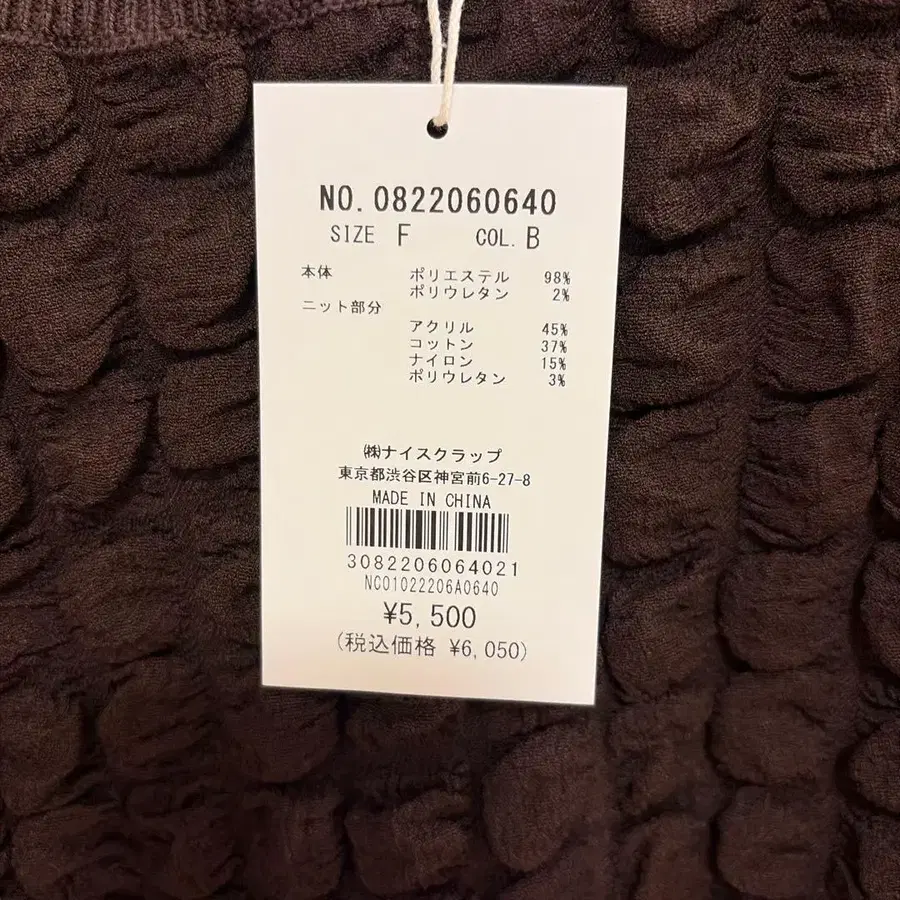 NO. 0822060640
SIZE F COL. B
本体 ポリエステル 98%
ポリウレタン 2%
ニット部分
アクリル 45%
コットン 37%
ナイロン 15%
ポリウレタン 3%
㈱ナイスクラップ
東京都渋谷区神宮前6-27-8
MADE IN CHINA
3082206064021
NC01022206A0640
¥5,500
(税込価格 ¥6,050)